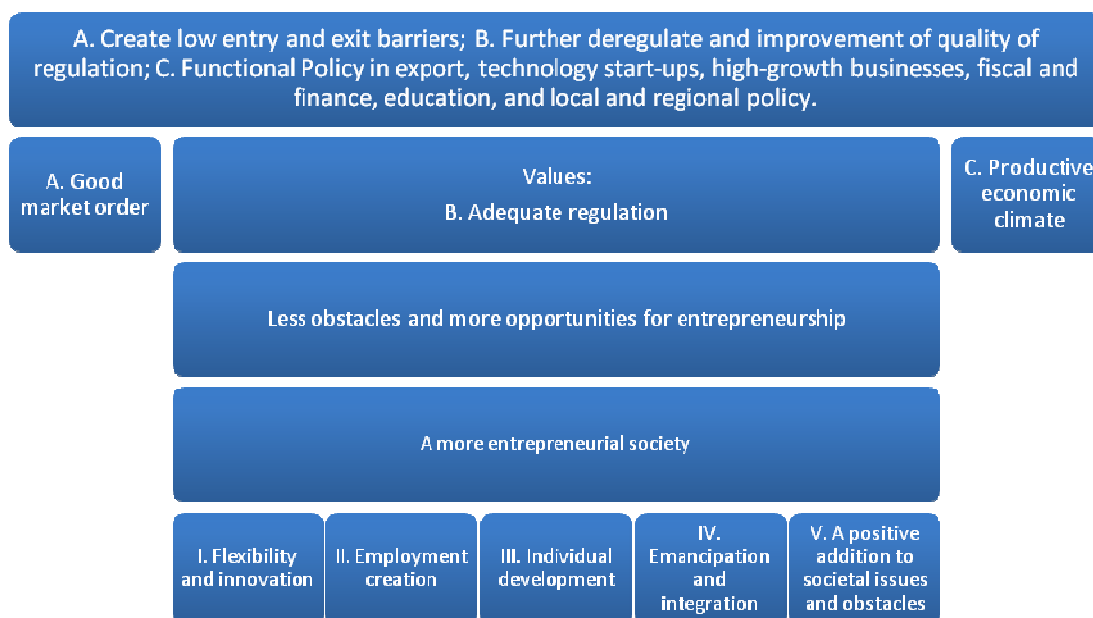 A. Create low entry and exit barriers; B. Further deregulate and improvement of quality of
regulation; C. Functional Policy in export, technology start-ups, high-growth businesses, fiscal and
finance, education, and local and regional policy.
A. Good
market order
Values:
B. Adequate regulation
C. Productive
economic
climate
Less obstacles and more opportunities for entrepreneurship
A more entrepreneurial society
I. Flexibility
and innovation
II. Employment
creation
III. Individual
development
IV.
Emancipation
and
integration
V. A positive
addition to
societal issues
and obstacles